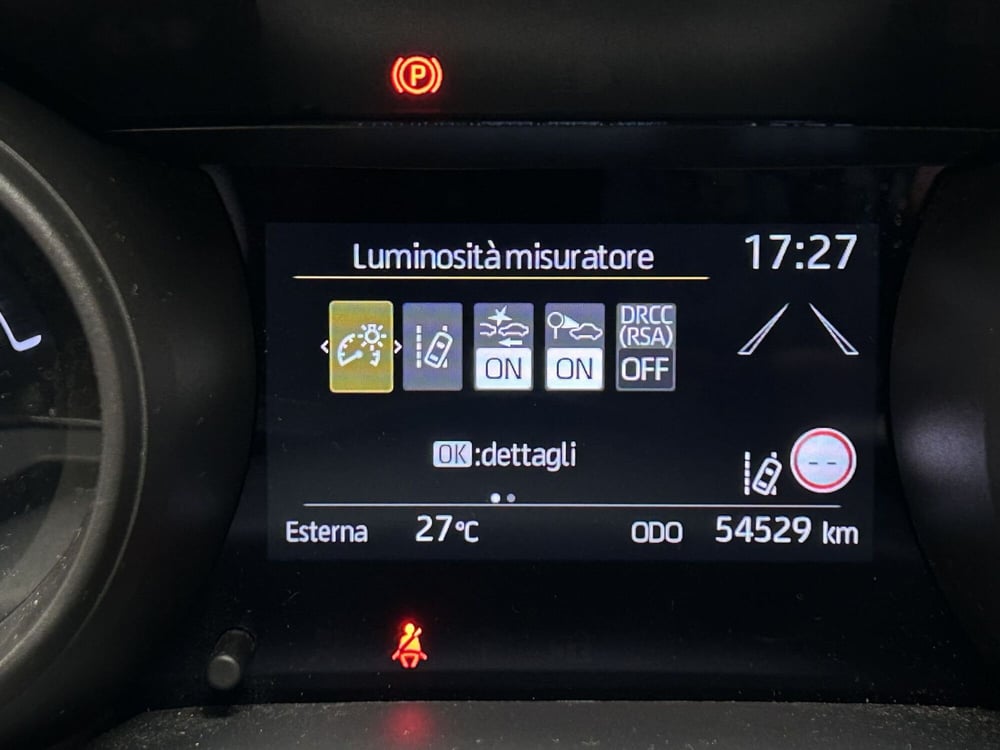 P
Luminosità misuratore
17:27
DRCC
(RSA)
ON
ON
OFF
OK :dettagli
--
Esterna 27°C
ODO 54529 km